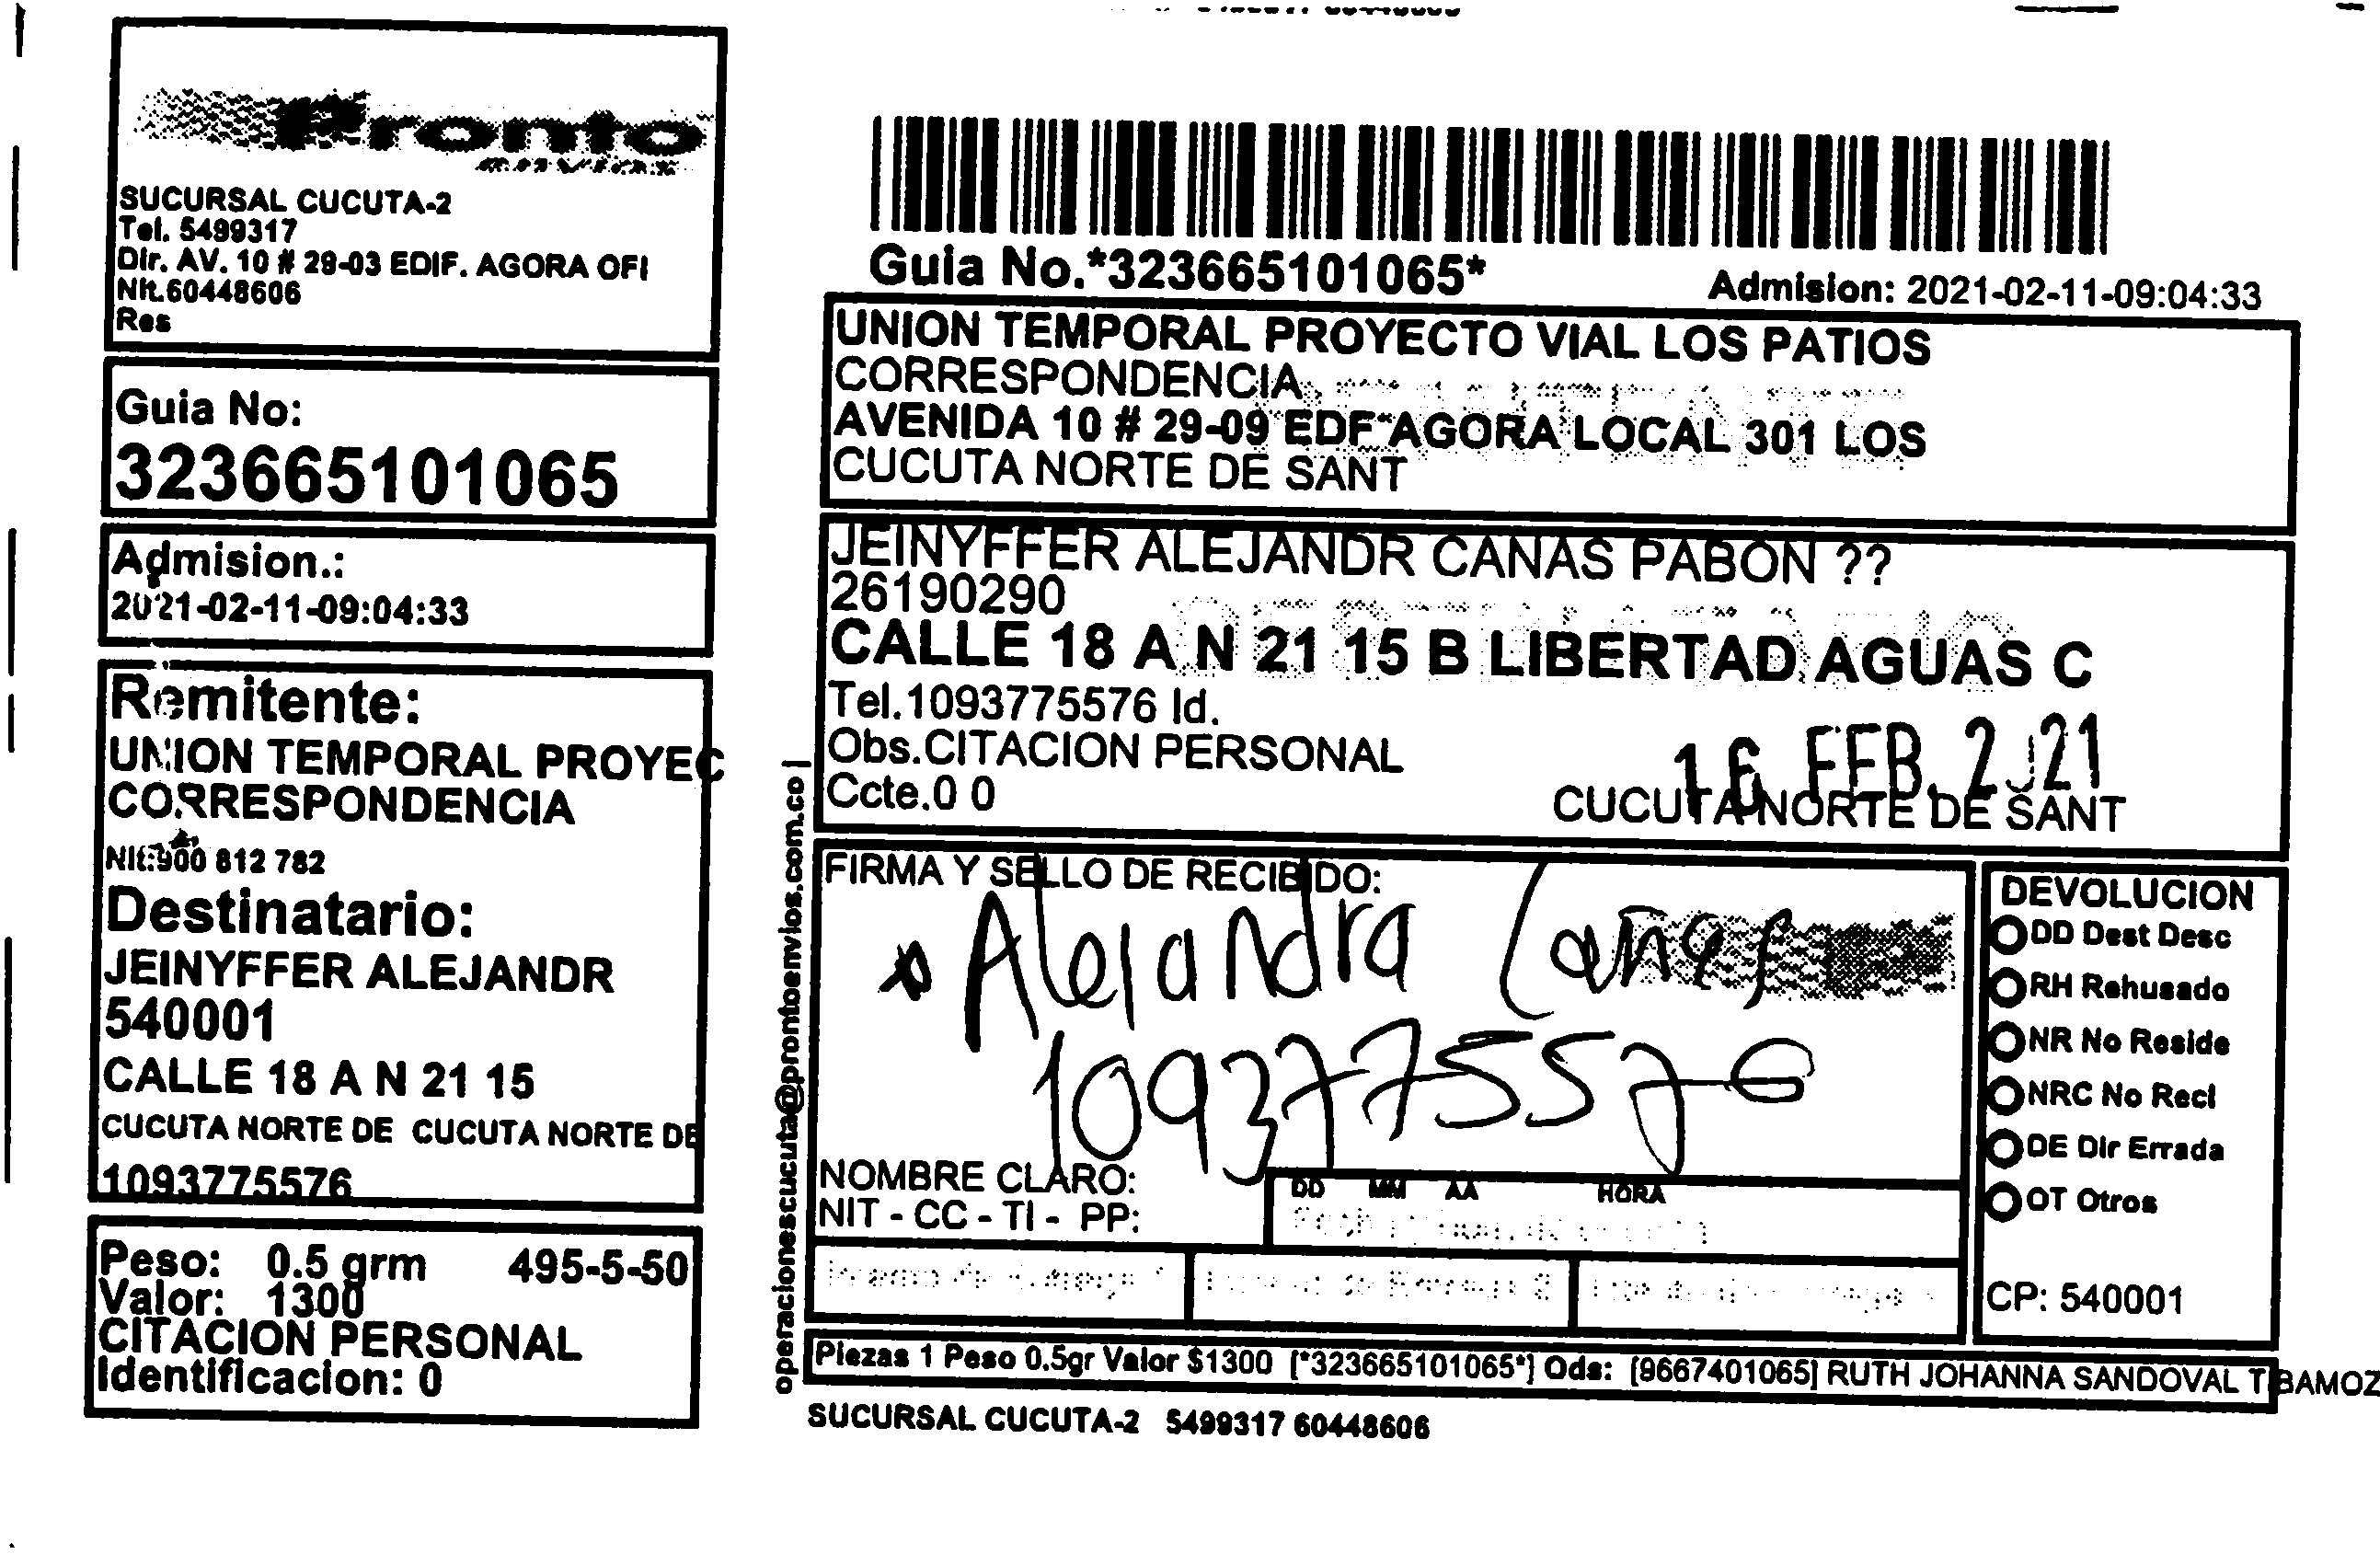 Pronto
envios
SUCURSAL CUCUTA-2
Tel. 5499317
Dir. AV. 10 # 29-03 EDIF. AGORA OFI
Nit.60448606
Res
Guia No:
323665101065
Admision.:
2021-02-11-09:04:33
Remitente:
UNION TEMPORAL PROYEC
CORRESPONDENCIA
Nit:900 812 782
Destinatario:
JEINYFFER ALEJANDR
540001
CALLE 18 A N 21 15
CUCUTA NORTE DE CUCUTA NORTE DE
1093775576
Peso: 0.5 grm 495-5-50
Valor: 1300
CITACION PERSONAL
Identificacion: 0
Guia No.*323665101065*
Admision: 2021-02-11-09:04:33
UNION TEMPORAL PROYECTO VIAL LOS PATIOS
CORRESPONDENCIA
AVENIDA 10 # 29-09 EDF AGORA LOCAL 301 LOS
CUCUTA NORTE DE SANT
JEINYFFER ALEJANDR CANAS PABON ??
26190290
CALLE 18 A N 21 15 B LIBERTAD AGUAS C
Tel.1093775576 Id.
Obs.CITACION PERSONAL
Ccte.0 0
16 FEB. 2021
CUCUTA NORTE DE SANT
operacionescucuta@prontoenvios.com.co |
FIRMA Y SELLO DE RECIBIDO:
Alejandra Cañas
1093775576
NOMBRE CLARO:
NIT - CC - TI - PP:
DD MM AA HORA
DEVOLUCION
DD Dest Desc
RH Rehusado
NR No Reside
NRC No Recl
DE Dir Errada
OT Otros
CP: 540001
Piezas 1 Peso 0.5gr Valor $1300 [*323665101065*] Ods: [9667401065] RUTH JOHANNA SANDOVAL TIBAMOZ
SUCURSAL CUCUTA-2 5499317 60448606